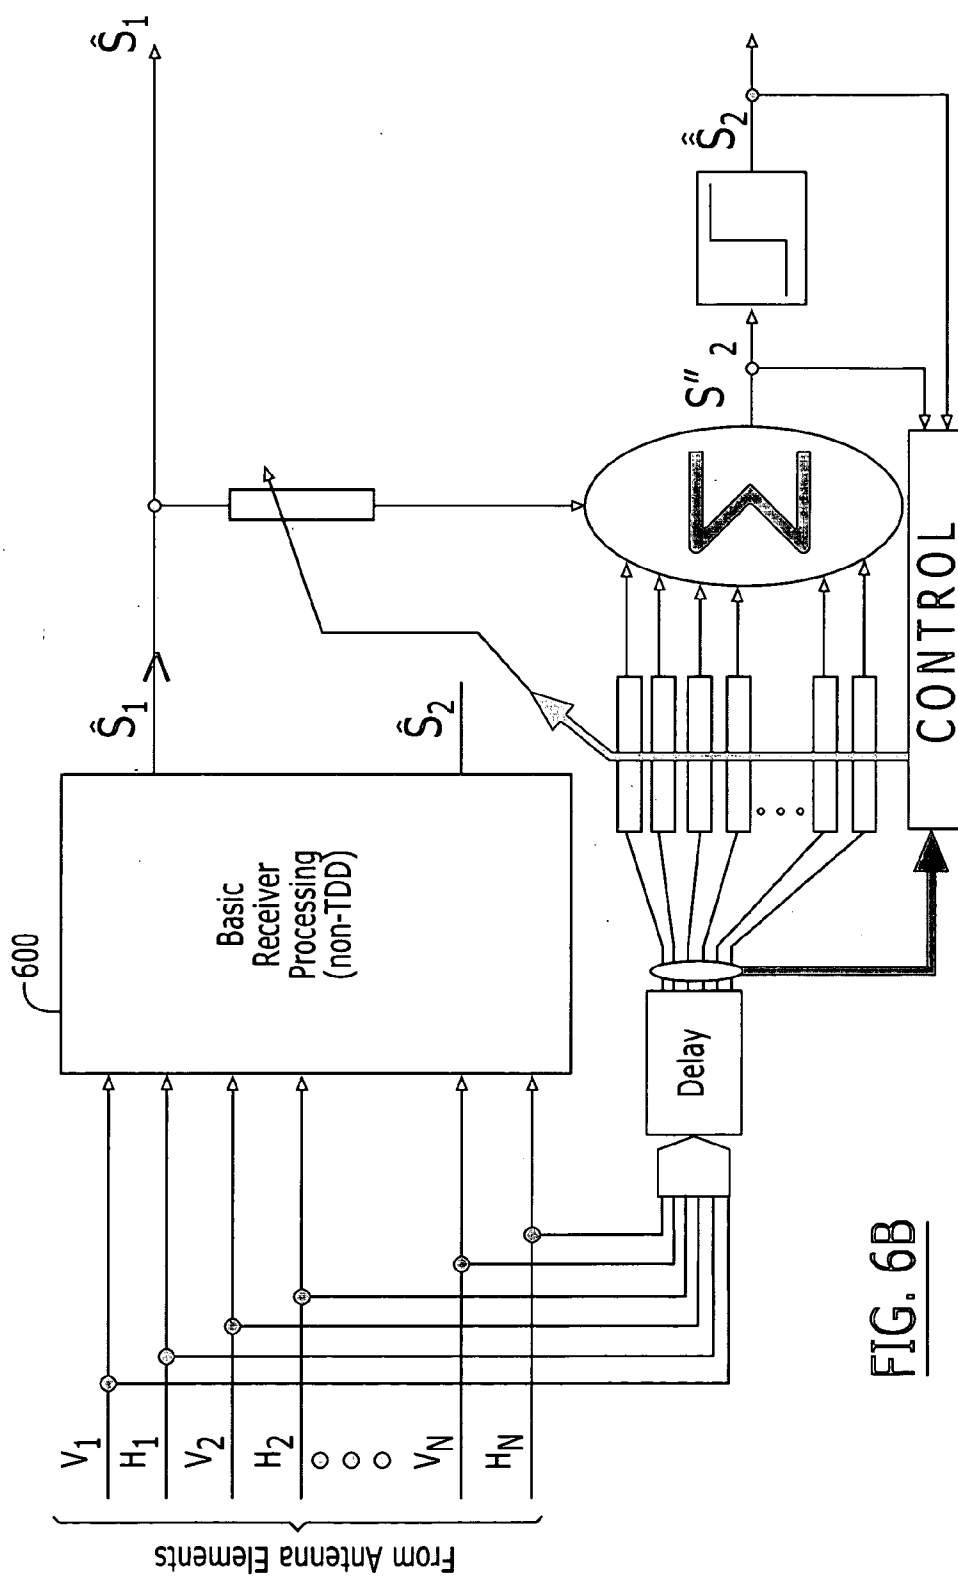 From Antenna Elements
V1
H1
V2
H2
VN
HN
600
Basic
Receiver
Processing
(non-TDD)
Ŝ1
Ŝ2
Ŝ1
Delay
Σ
S"2
Ŝ̂2
CONTROL
FIG. 6B